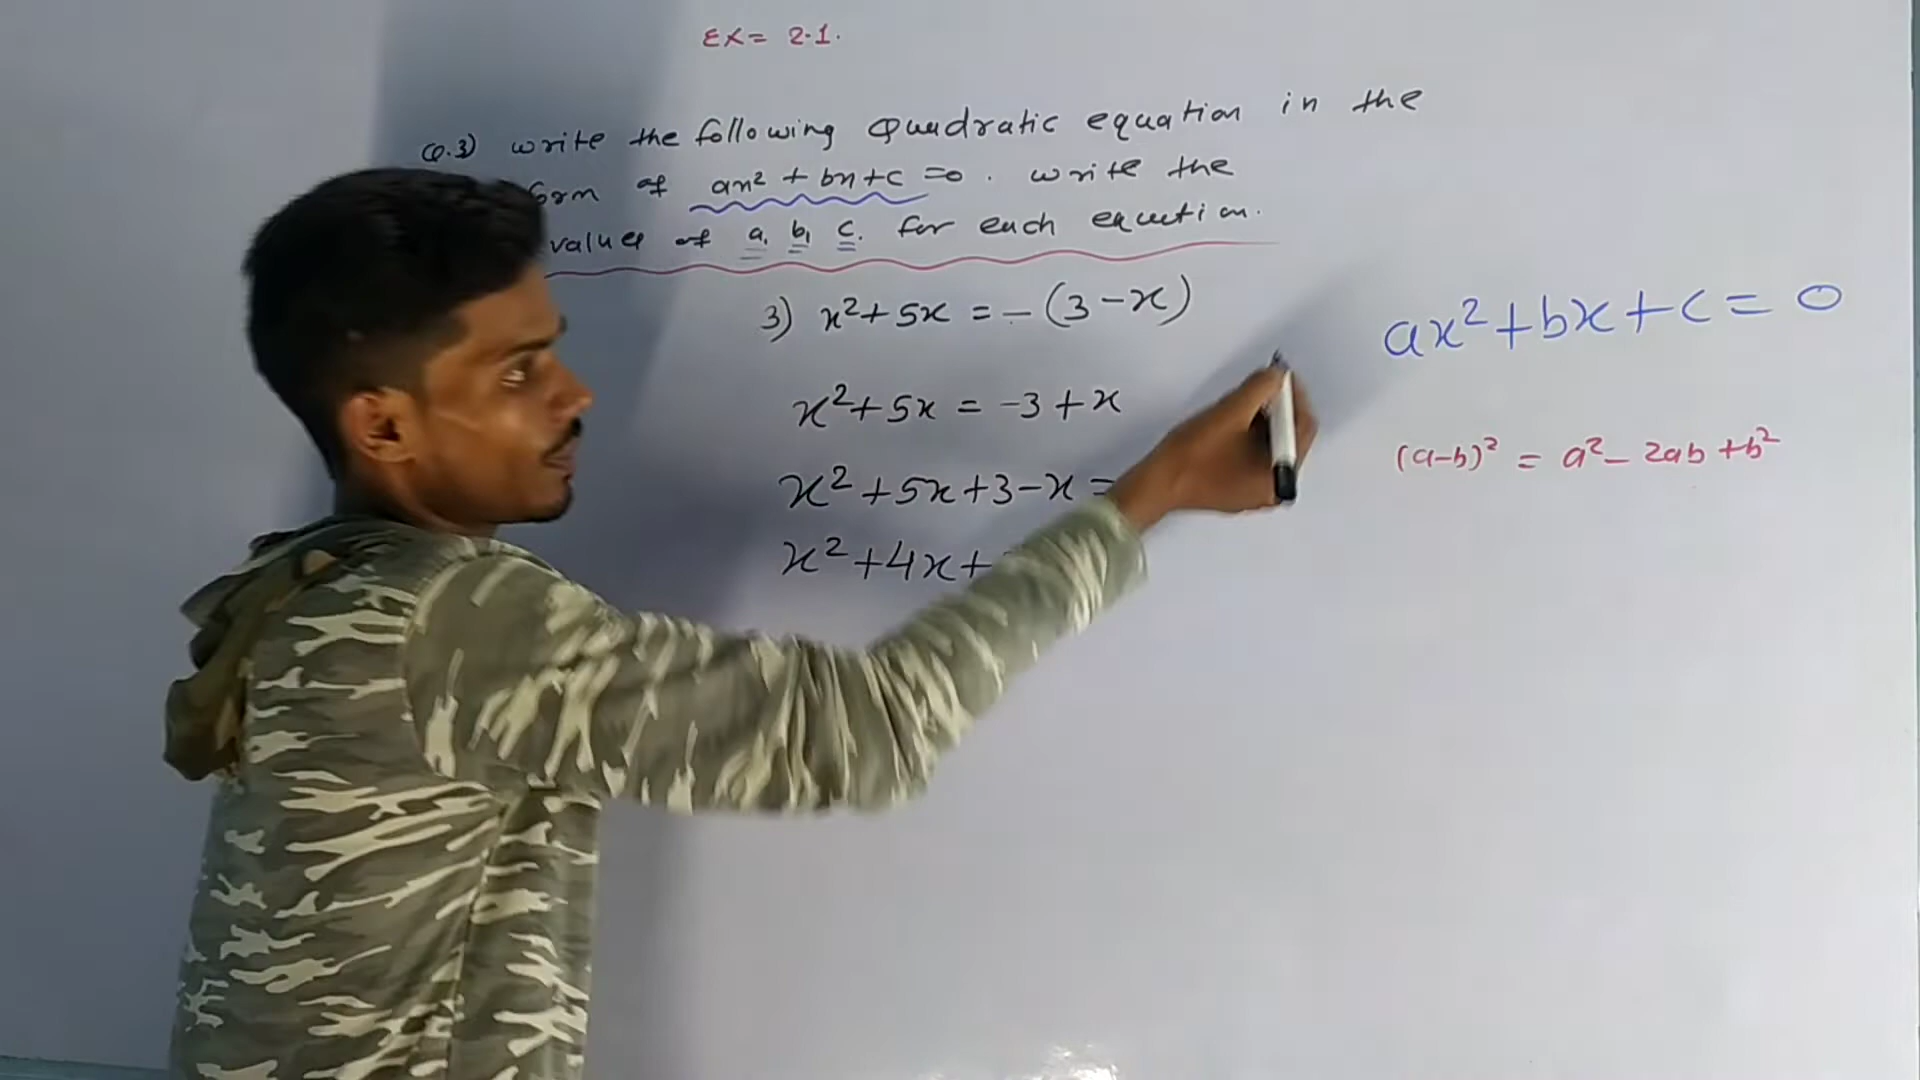 EX = 2.1.
Q.3) write the following Quadratic equation in the
form of ax² + bx + c = 0. write the
values of a, b, c. for each equation.
3) x² + 5x = - (3 - x)
x² + 5x = -3 + x
x² + 5x + 3 - x =
x² + 4x +
ax² + bx + c = 0
(a-b)² = a² - 2ab + b²